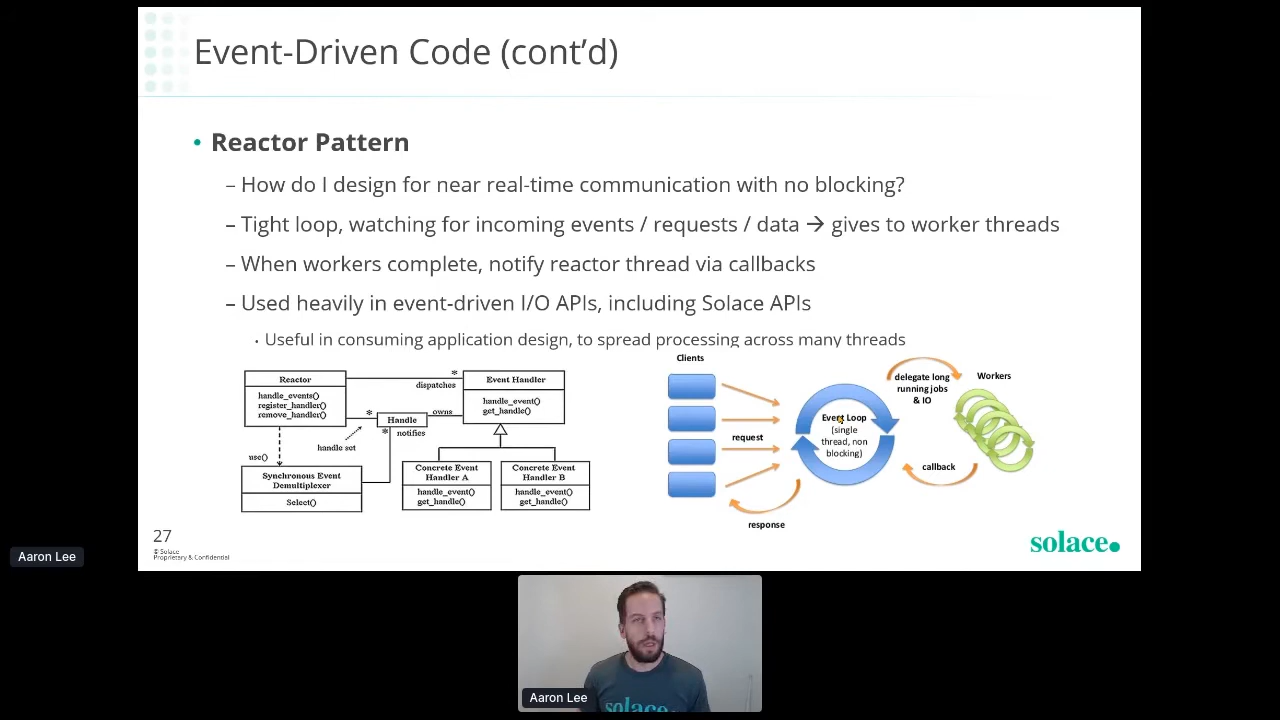 Event-Driven Code (cont’d)
• Reactor Pattern
– How do I design for near real-time communication with no blocking?
– Tight loop, watching for incoming events / requests / data → gives to worker threads
– When workers complete, notify reactor thread via callbacks
– Used heavily in event-driven I/O APIs, including Solace APIs
• Useful in consuming application design, to spread processing across many threads
Reactor
handle_events()
register_handler()
remove_handler()
*
dispatches
Event Handler
handle_event()
get_handle()
*
Handle
owns
*
notifies
handle set
use()
Synchronous Event
Demultiplexer
Select()
Concrete Event
Handler A
handle_event()
get_handle()
Concrete Event
Handler B
handle_event()
get_handle()
Clients
request
response
Event Loop
(single
thread, non
blocking)
delegate long
running jobs
& IO
Workers
callback
27
© Solace
Proprietary & Confidential
solace.
Aaron Lee
solace.
Aaron Lee